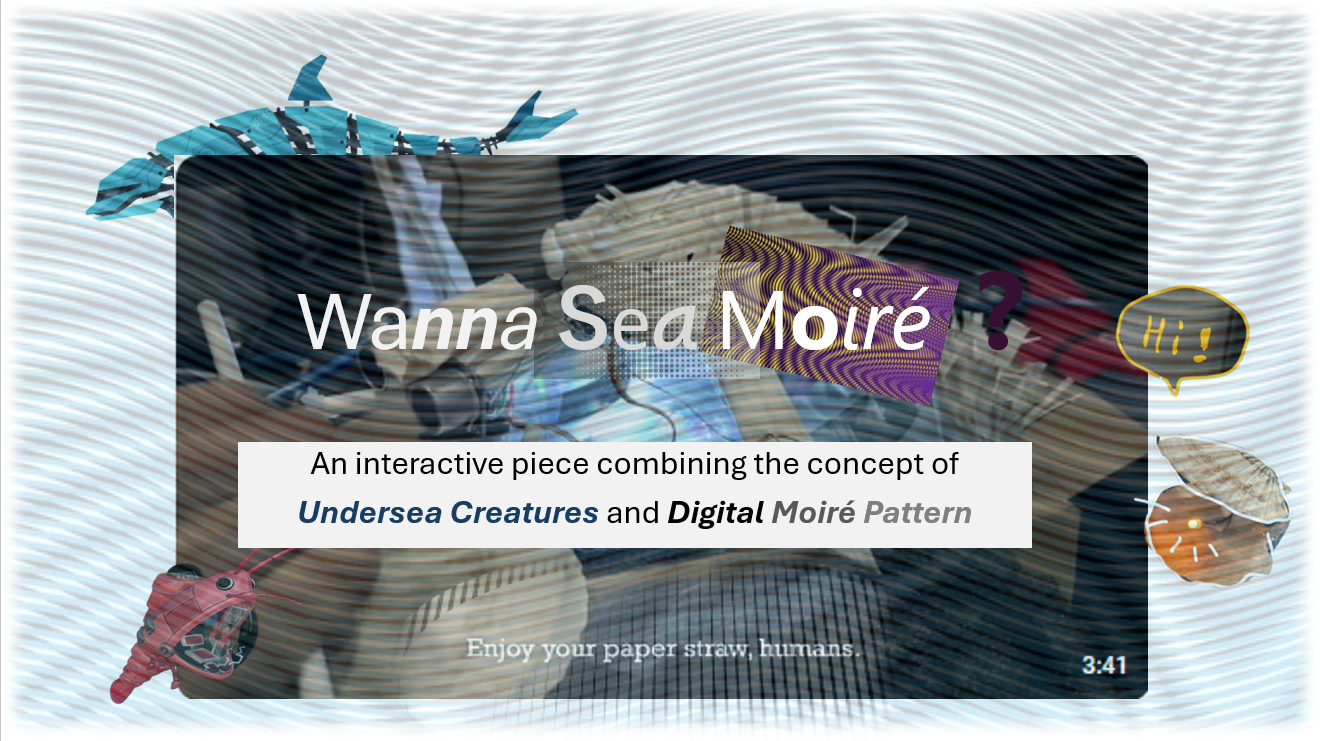 Wanna Sea Moiré ?
Hi!
An interactive piece combining the concept of
Undersea Creatures and Digital Moiré Pattern
Enjoy your paper straw, humans.
3:41